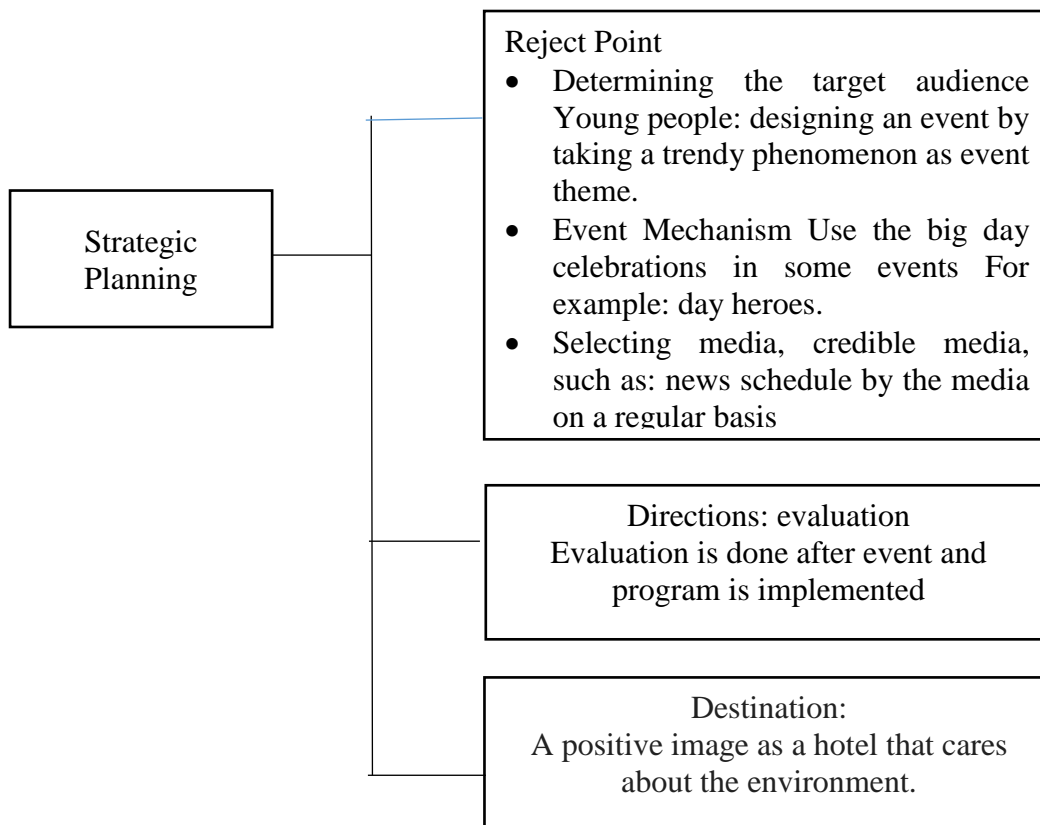 Reject Point
• Determining the target audience
Young people: designing an event by
taking a trendy phenomenon as event
theme.
• Event Mechanism Use the big day
celebrations in some events For
example: day heroes.
• Selecting media, credible media,
such as: news schedule by the media
on a regular basis
Strategic
Planning
Directions: evaluation
Evaluation is done after event and
program is implemented
Destination:
A positive image as a hotel that cares
about the environment.